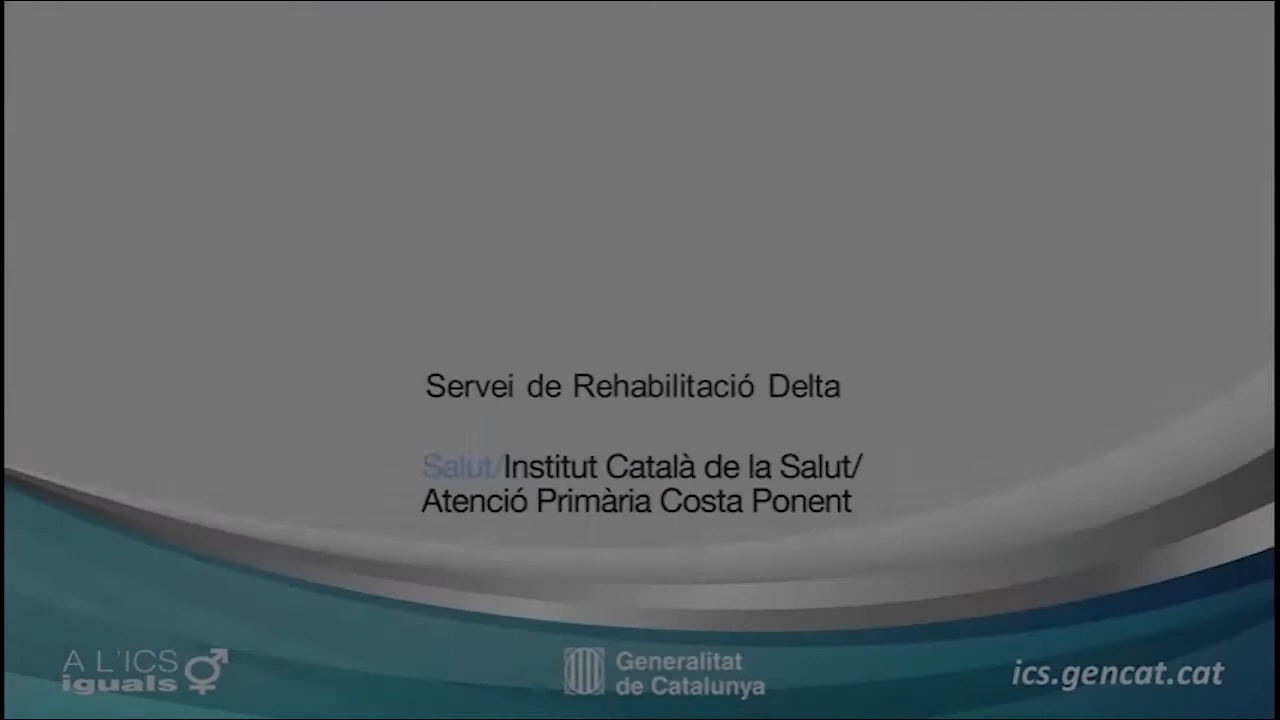 Servei de Rehabilitació Delta
Salut/Institut Català de la Salut/
Atenció Primària Costa Ponent
A L'ICS
iguals
Generalitat
de Catalunya
ics.gencat.cat